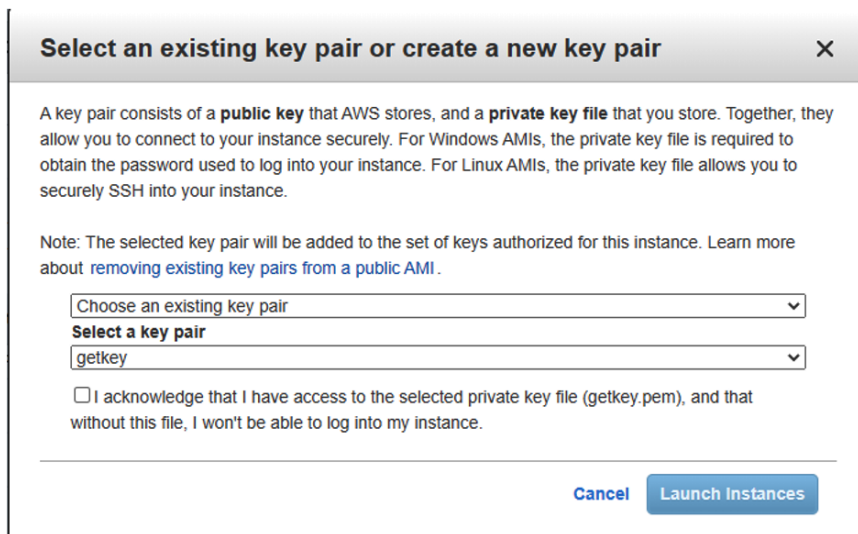 Select an existing key pair or create a new key pair
A key pair consists of a public key that AWS stores, and a private key file that you store. Together, they
allow you to connect to your instance securely. For Windows AMIs, the private key file is required to
obtain the password used to log into your instance. For Linux AMIs, the private key file allows you to
securely SSH into your instance.
Note: The selected key pair will be added to the set of keys authorized for this instance. Learn more
about removing existing key pairs from a public AMI.
Choose an existing key pair
Select a key pair
getkey
I acknowledge that I have access to the selected private key file (getkey.pem), and that
without this file, I won't be able to log into my instance.
Cancel Launch Instances